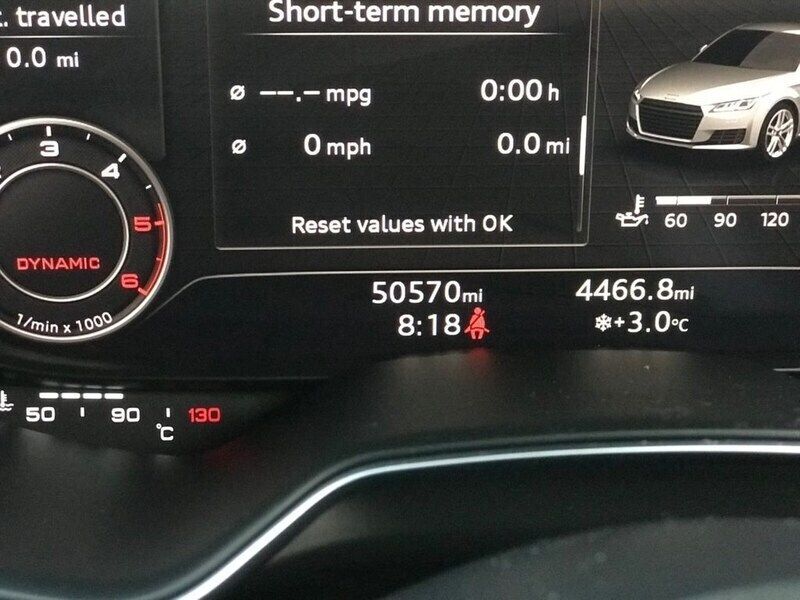 . travelled
0.0 mi
Short-term memory
Ø --.- mpg 0:00 h
Ø 0 mph 0.0 mi
Reset values with OK
3
4
5
6
DYNAMIC
1/min x 1000
60 90 120
50570mi 4466.8mi
8:18 +3.0°C
50 90 130
°C